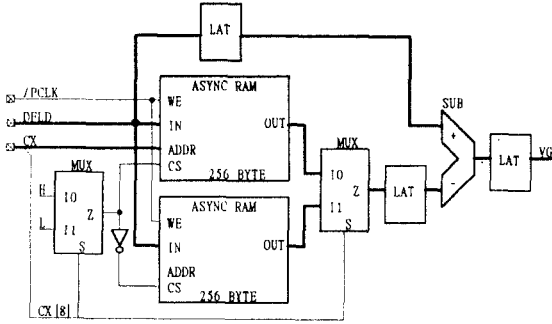 LAT
/PCLK
DFLD
CX
ASYNC RAM
WE
IN
OUT
ADDR
CS
256 BYTE
SUB
+
-
MUX
H
I0
Z
L
I1
S
ASYNC RAM
WE
IN
OUT
ADDR
CS
256 BYTE
MUX
I0
Z
I1
S
LAT
LAT
VG
CX [8]